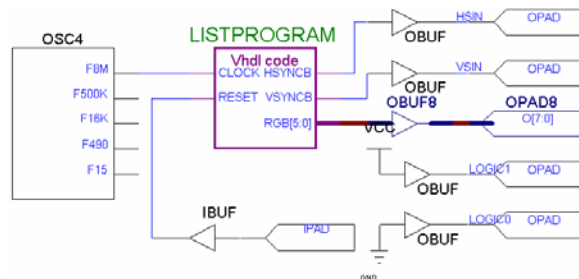 OSC4
F8M
F500K
F16K
F490
F15
LISTPROGRAM
Vhdl code
CLOCK HSYNCB
RESET VSYNCB
RGB[5:0]
OBUF
HSIN
OPAD
OBUF
VSIN
OPAD
OBUF8
OPAD8
O[7:0]
VCC
OBUF
LOGIC1
OPAD
OBUF
LOGIC0
OPAD
IBUF
IPAD
GND